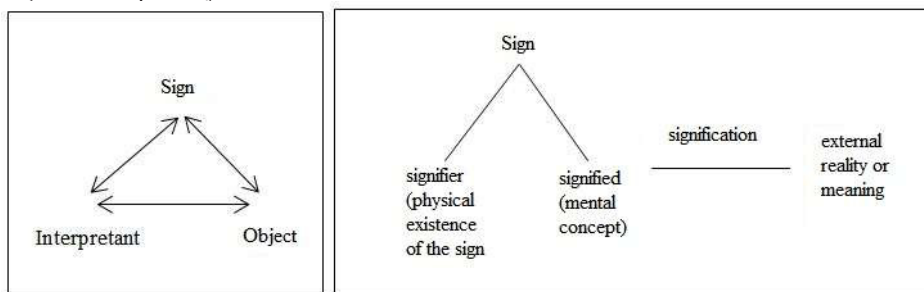 Sign
Interpretant
Object
Sign
signification
signifier
(physical
existence
of the sign
signified
(mental
concept)
external
reality or
meaning